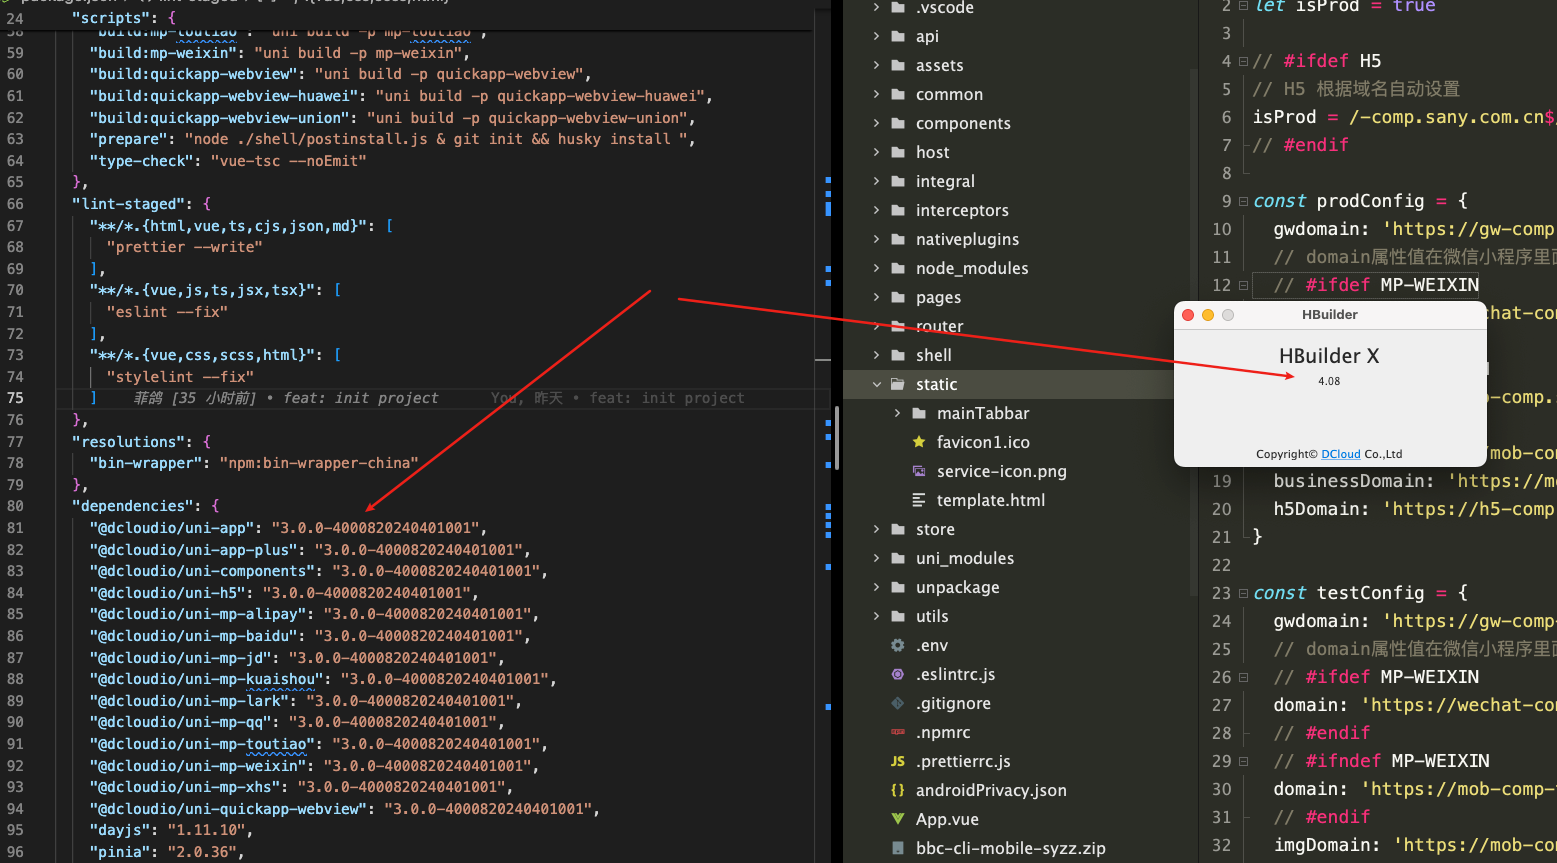 24 "scripts": {
58 "build:mp-toutiao": "uni build -p mp-toutiao",
59 "build:mp-weixin": "uni build -p mp-weixin",
60 "build:quickapp-webview": "uni build -p quickapp-webview",
61 "build:quickapp-webview-huawei": "uni build -p quickapp-webview-huawei",
62 "build:quickapp-webview-union": "uni build -p quickapp-webview-union",
63 "prepare": "node ./shell/postinstall.js & git init && husky install ",
64 "type-check": "vue-tsc --noEmit"
65 },
66 "lint-staged": {
67 "**/*.{html,vue,ts,cjs,json,md}": [
68 "prettier --write"
69 ],
70 "**/*.{vue,js,ts,jsx,tsx}": [
71 "eslint --fix"
72 ],
73 "**/*.{vue,css,scss,html}": [
74 "stylelint --fix"
75 ] 菲鸽 [35 小时前] • feat: init project You, 昨天 • feat: init project
76 },
77 "resolutions": {
78 "bin-wrapper": "npm:bin-wrapper-china"
79 },
80 "dependencies": {
81 "@dcloudio/uni-app": "3.0.0-4000820240401001",
82 "@dcloudio/uni-app-plus": "3.0.0-4000820240401001",
83 "@dcloudio/uni-components": "3.0.0-4000820240401001",
84 "@dcloudio/uni-h5": "3.0.0-4000820240401001",
85 "@dcloudio/uni-mp-alipay": "3.0.0-4000820240401001",
86 "@dcloudio/uni-mp-baidu": "3.0.0-4000820240401001",
87 "@dcloudio/uni-mp-jd": "3.0.0-4000820240401001",
88 "@dcloudio/uni-mp-kuaishou": "3.0.0-4000820240401001",
89 "@dcloudio/uni-mp-lark": "3.0.0-4000820240401001",
90 "@dcloudio/uni-mp-qq": "3.0.0-4000820240401001",
91 "@dcloudio/uni-mp-toutiao": "3.0.0-4000820240401001",
92 "@dcloudio/uni-mp-weixin": "3.0.0-4000820240401001",
93 "@dcloudio/uni-mp-xhs": "3.0.0-4000820240401001",
94 "@dcloudio/uni-quickapp-webview": "3.0.0-4000820240401001",
95 "dayjs": "1.11.10",
96 "pinia": "2.0.36",
.vscode
api
assets
common
components
host
integral
interceptors
nativeplugins
node_modules
pages
router
shell
static
mainTabbar
favicon1.ico
service-icon.png
template.html
store
uni_modules
unpackage
utils
.env
.eslintrc.js
.gitignore
.npmrc
JS .prettierrc.js
androidPrivacy.json
App.vue
bbc-cli-mobile-syzz.zip
2 let isProd = true
3
4 // #ifdef H5
5 // H5 根据域名自动设置
6 isProd = /-comp.sany.com.cn$
7 // #endif
8
9 const prodConfig = {
10 gwdomain: 'https://gw-comp
11 // domain属性值在微信小程序里面
12 // #ifdef MP-WEIXIN
HBuilder
HBuilder X
4.08
Copyright© DCloud Co.,Ltd
19 businessDomain: 'https://m
20 h5Domain: 'https://h5-comp
21 }
22
23 const testConfig = {
24 gwdomain: 'https://gw-comp
25 // domain属性值在微信小程序里面
26 // #ifdef MP-WEIXIN
27 domain: 'https://wechat-co
28 // #endif
29 // #ifndef MP-WEIXIN
30 domain: 'https://mob-comp-
31 // #endif
32 imgDomain: 'https://mob-co